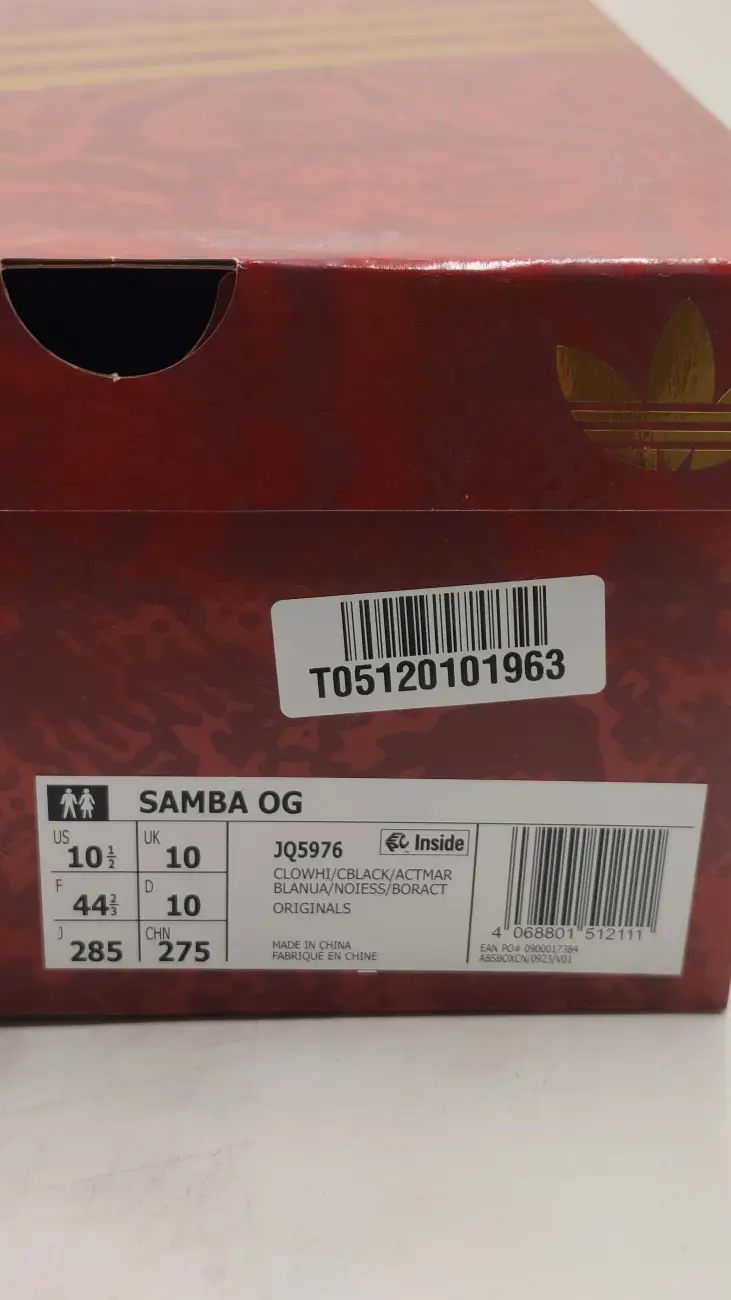 T05120101963
SAMBA OG
US
10½
UK
10
F
44⅔
D
10
J
285
CHN
275
JQ5976
Inside
CLOWHI/CBLACK/ACTMAR
BLANUA/NOIESS/BORACT
ORIGINALS
MADE IN CHINA
FABRIQUE EN CHINE
4 068801 512111
EAN PO# 0900017384
ABSBOXCN/0923/V01